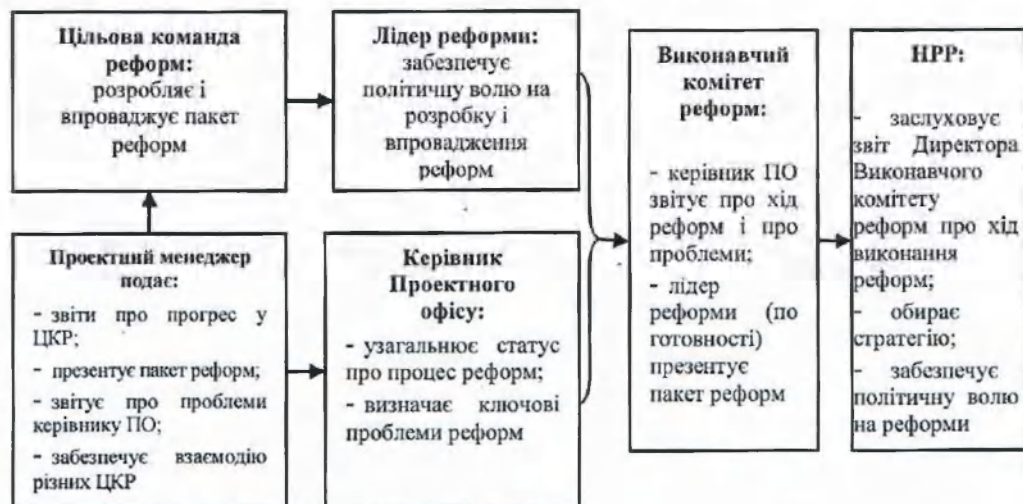 Цільова команда
реформ:
розробляє і
впроваджує пакет
реформ
Лідер реформи:
забезпечує
політичну волю на
розробку і
впровадження
реформ
Проектний менеджер
подає:
- звіти про прогрес у
ЦКР;
- презентує пакет реформ;
- звітує про проблеми
керівнику ПО;
- забезпечує взаємодію
різних ЦКР
Керівник
Проектного
офісу:
- узагальнює статус
про процес реформ;
- визначає ключові
проблеми реформ
Виконавчий
комітет
реформ:
- керівник ПО
звітує про хід
реформ і про
проблеми;
- лідер
реформи (по
готовності)
презентує
пакет реформ
НРР:
- заслуховує
звіт Директора
Виконавчого
комітету
реформ про хід
виконання
реформ;
- обирає
стратегію;
- забезпечує
політичну волю
на реформи